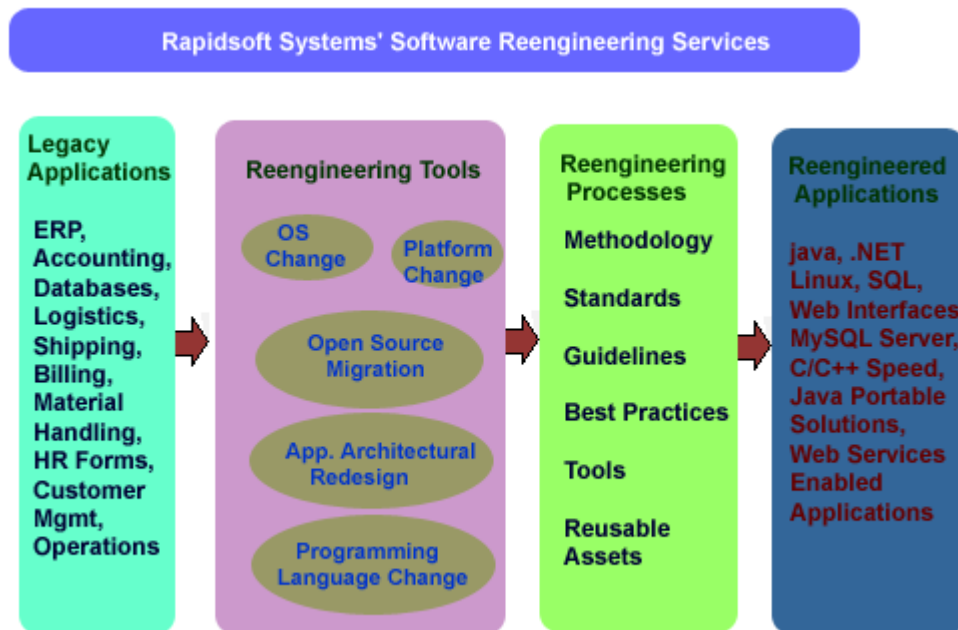 Rapidsoft Systems' Software Reengineering Services
Legacy
Applications
ERP,
Accounting,
Databases,
Logistics,
Shipping,
Billing,
Material
Handling,
HR Forms,
Customer
Mgmt,
Operations
Reengineering Tools
OS
Change
Platform
Change
Open Source
Migration
App. Architectural
Redesign
Programming
Language Change
Reengineering
Processes
Methodology
Standards
Guidelines
Best Practices
Tools
Reusable
Assets
Reengineered
Applications
java, .NET
Linux, SQL,
Web Interfaces
MySQL Server,
C/C++ Speed,
Java Portable
Solutions,
Web Services
Enabled
Applications